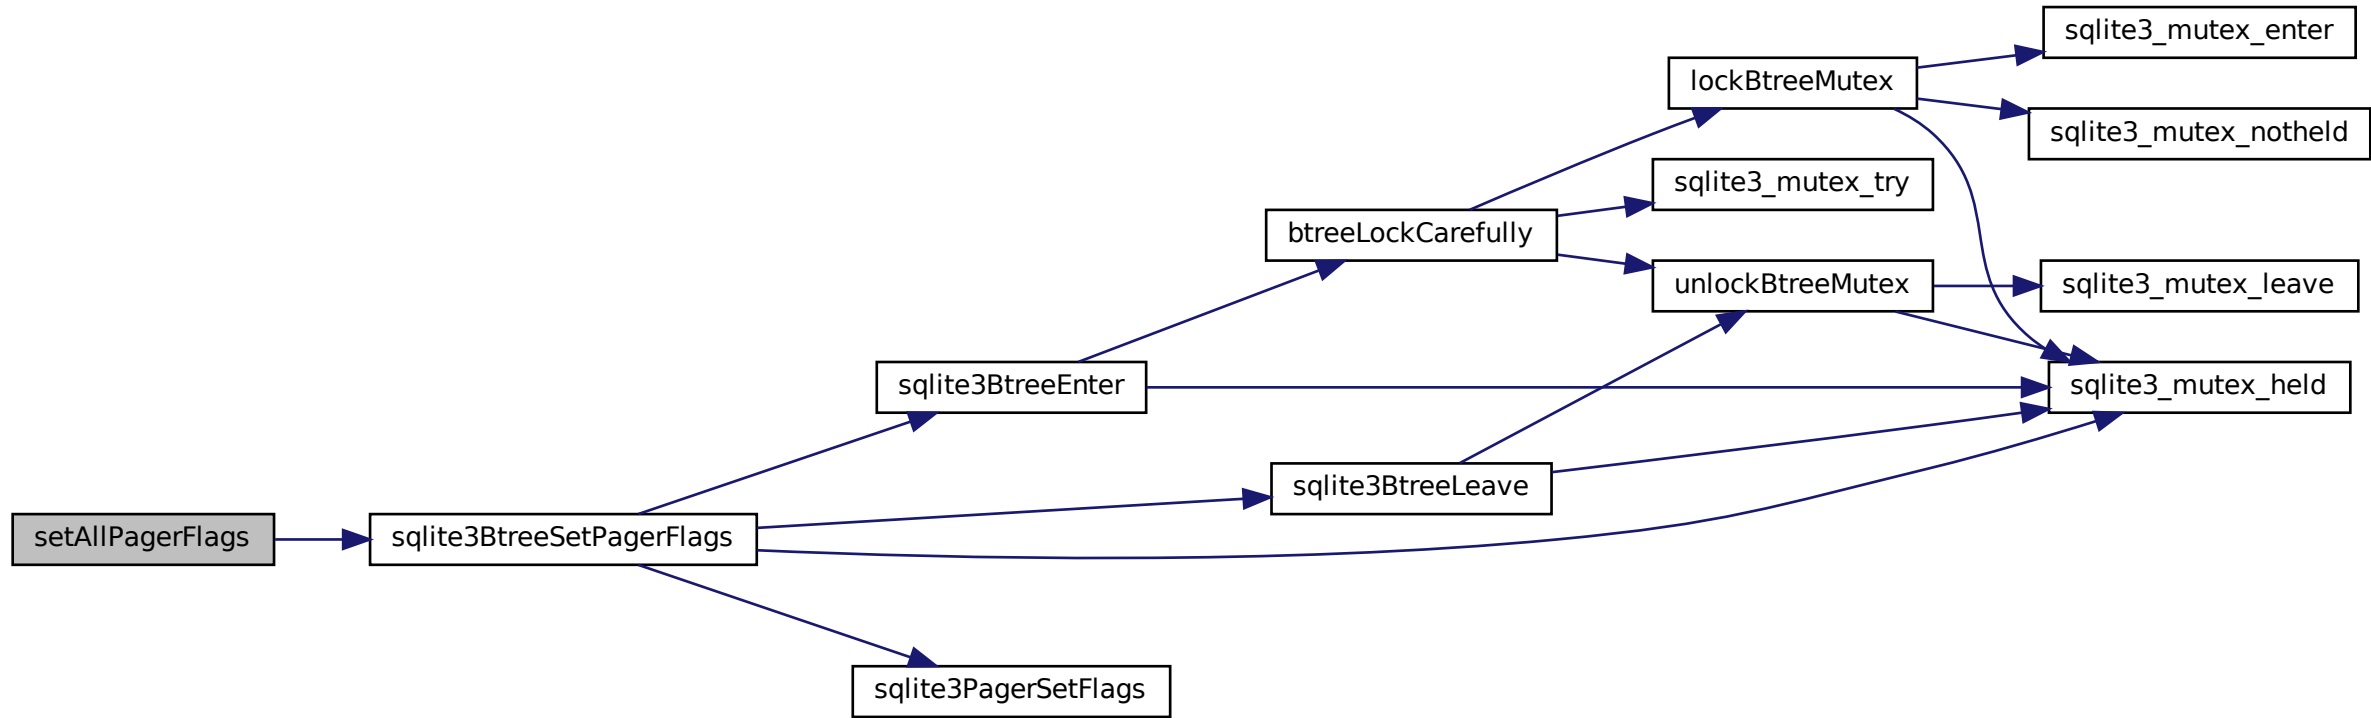 setAllPagerFlags
sqlite3BtreeSetPagerFlags
sqlite3BtreeEnter
btreeLockCarefully
lockBtreeMutex
sqlite3_mutex_enter
sqlite3_mutex_notheld
sqlite3_mutex_try
unlockBtreeMutex
sqlite3_mutex_leave
sqlite3_mutex_held
sqlite3BtreeLeave
sqlite3PagerSetFlags